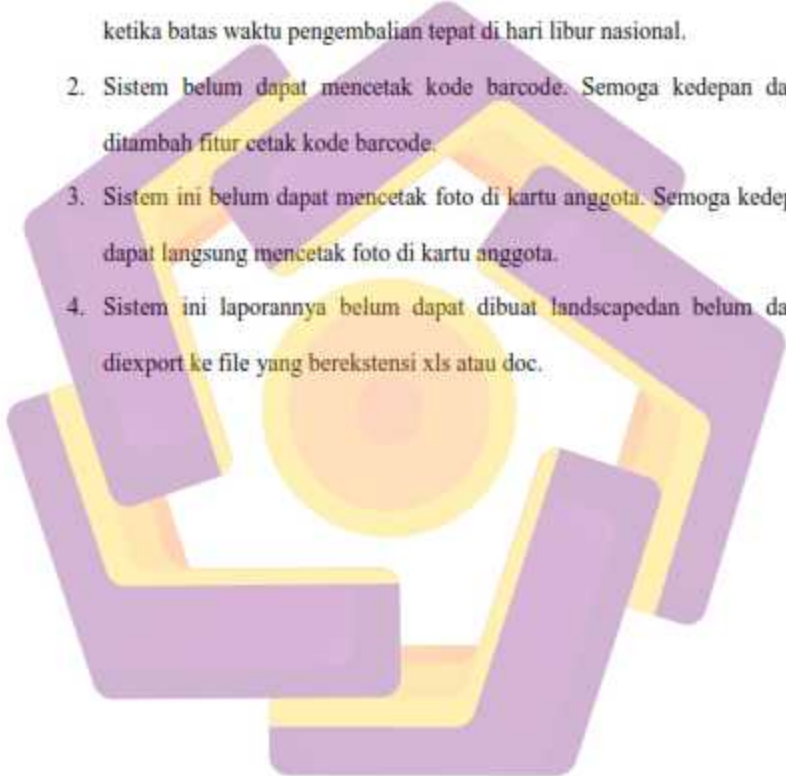 ketika batas waktu pengembalian tepat di hari libur nasional.
2. Sistem belum dapat mencetak kode barcode. Semoga kedepan da
ditambah fitur cetak kode barcode.
3. Sistem ini belum dapat mencetak foto di kartu anggota. Semoga kedep
dapat langsung mencetak foto di kartu anggota.
4. Sistem ini laporannya belum dapat dibuat landscapedan belum da
diexport ke file yang berekstensi xls atau doc.